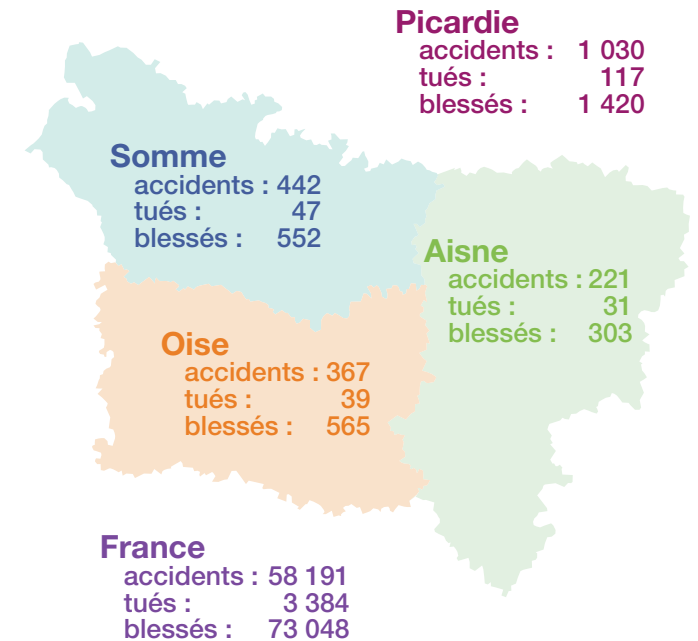 Picardie
accidents : 1 030
tués : 117
blessés : 1 420
Somme
accidents : 442
tués : 47
blessés : 552
Aisne
accidents : 221
tués : 31
blessés : 303
Oise
accidents : 367
tués : 39
blessés : 565
France
accidents : 58 191
tués : 3 384
blessés : 73 048